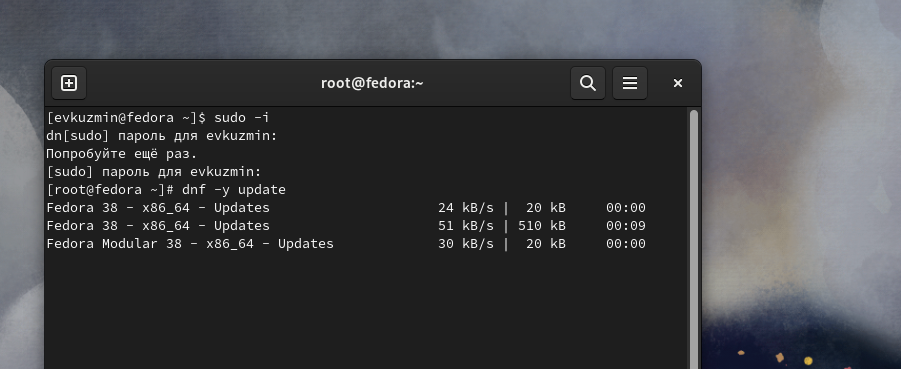 root@fedora:~
[evkuzmin@fedora ~]$ sudo -i
dn[sudo] пароль для evkuzmin:
Попробуйте ещё раз.
[sudo] пароль для evkuzmin:
[root@fedora ~]# dnf -y update
Fedora 38 - x86_64 - Updates                     24 kB/s |  20 kB     00:00
Fedora 38 - x86_64 - Updates                     51 kB/s | 510 kB     00:09
Fedora Modular 38 - x86_64 - Updates             30 kB/s |  20 kB     00:00